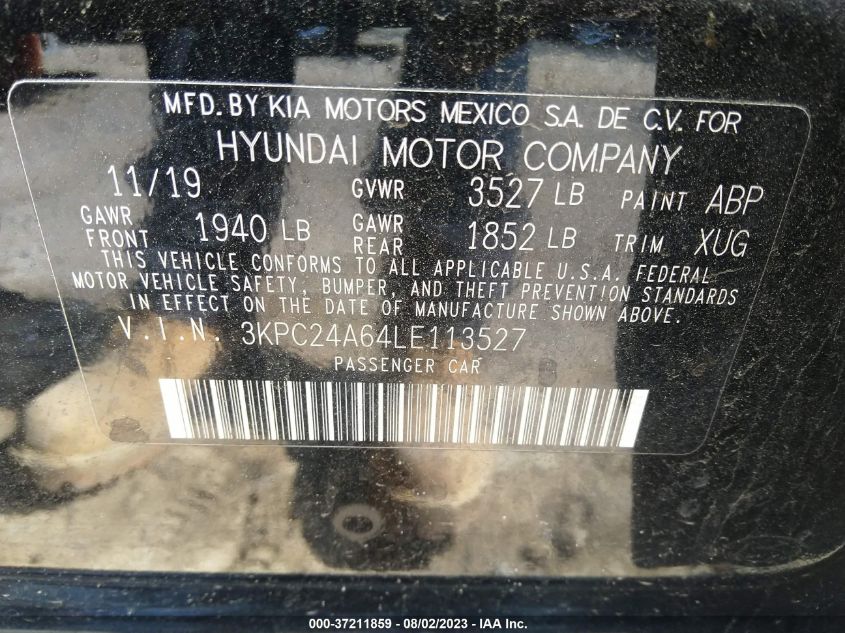 MFD. BY KIA MOTORS MEXICO S.A. DE C.V. FOR
HYUNDAI MOTOR COMPANY
11/19 GVWR 3527 LB PAINT ABP
GAWR FRONT 1940 LB GAWR REAR 1852 LB TRIM XUG
THIS VEHICLE CONFORMS TO ALL APPLICABLE U.S.A. FEDERAL
MOTOR VEHICLE SAFETY, BUMPER, AND THEFT PREVENTION STANDARDS
IN EFFECT ON THE DATE OF MANUFACTURE SHOWN ABOVE.
V.I.N. 3KPC24A64LE113527
PASSENGER CAR
000-37211859 - 08/02/2023 - IAA Inc.